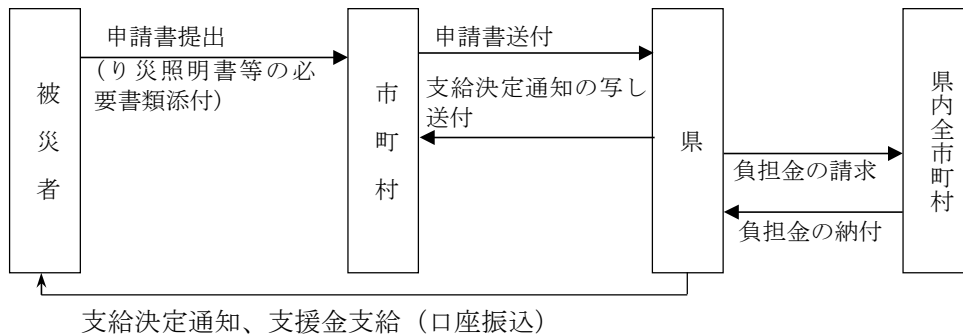 申請書提出
（り災照明書等の必
要書類添付）
申請書送付
支給決定通知の写し
送付
被災者
市町村
県
県内全市町村
負担金の請求
負担金の納付
支給決定通知、支援金支給（口座振込）